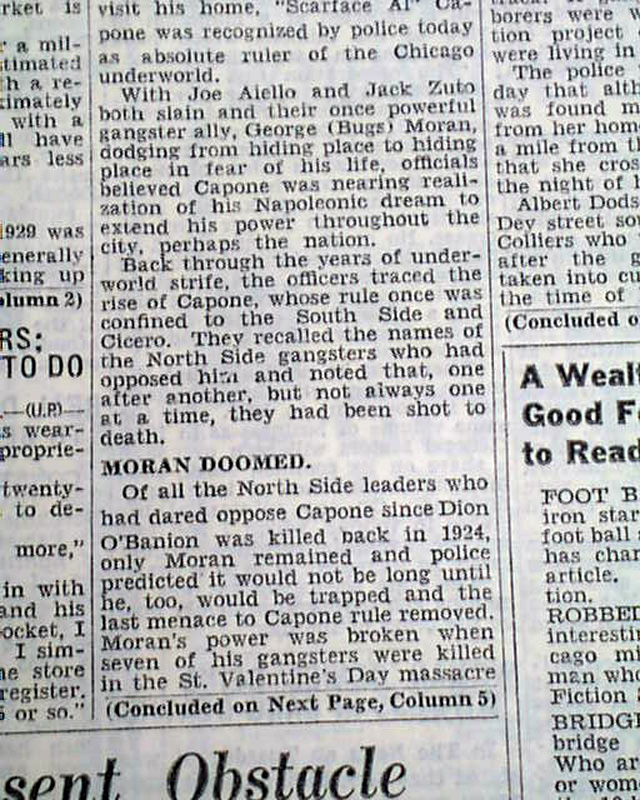 rket is
r a mil-
timated
h a re-
timately
with a
ll have
ars less
1929 was
enerally
king up
olumn 2)
RS;
TO DO
.—(U.P.)—
s wear-
proprie-
twenty-
to de-
more,”
in with
and his
ocket, I
I sim-
ne store
register.
or so.”
visit his home, “Scarface Al” Ca-
pone was recognized by police today
as absolute ruler of the Chicago
underworld.
With Joe Aiello and Jack Zuto
both slain and their once powerful
gangster ally, George (Bugs) Moran,
dodging from hiding place to hiding
place in fear of his life, officials
believed Capone was nearing reali-
zation of his Napoleonic dream to
extend his power throughout the
city, perhaps the nation.
Back through the years of under-
world strife, the officers traced the
rise of Capone, whose rule once was
confined to the South Side and
Cicero. They recalled the names of
the North Side gangsters who had
opposed him and noted that, one
after another, but not always one
at a time, they had been shot to
death.
MORAN DOOMED.
Of all the North Side leaders who
had dared oppose Capone since Dion
O’Banion was killed back in 1924,
only Moran remained and police
predicted it would not be long until
he, too, would be trapped and the
last menace to Capone rule removed.
Moran’s power was broken when
seven of his gangsters were killed
in the St. Valentine’s Day massacre
(Concluded on Next Page, Column 5)
borers were w
tion project
were living in
The police
day that alth
was found m
from her hom
a mile from th
that she cros
the night of
Albert Dods
Dey street sou
Colliers who
after the g
taken into cu
the time of
(Concluded o
A Wealt
Good F
to Read
FOOT B
iron star
foot ball
has char
article.
tion.
ROBBE
interesti
cago mi
man who
Fiction
BRIDG
bridge
Who ar
or wom
sent Obstacle